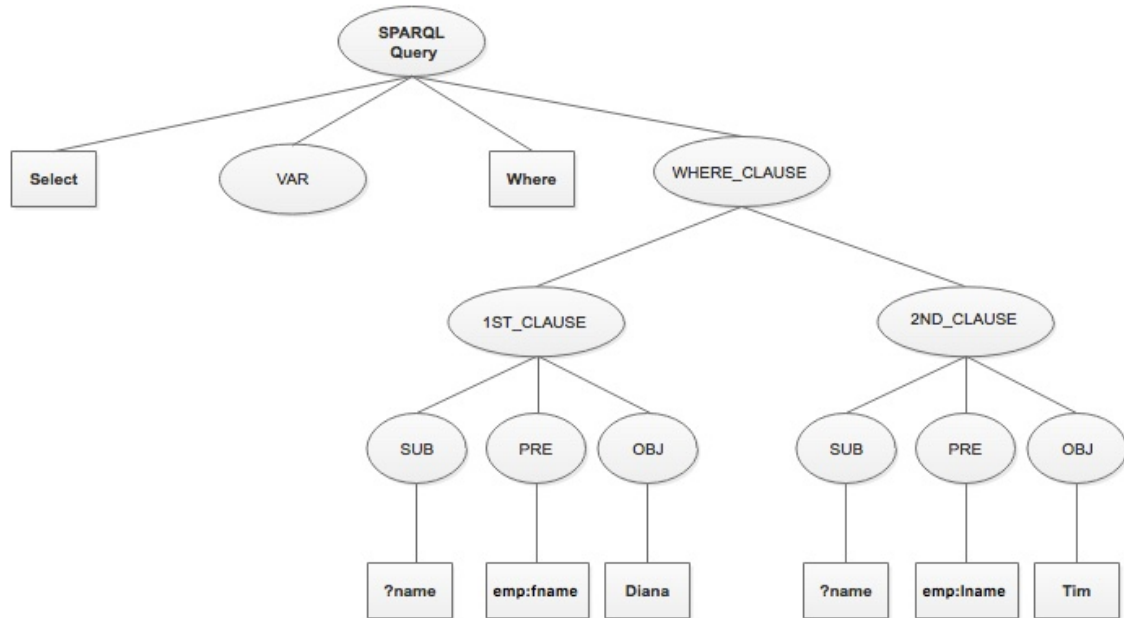 SPARQL
Query
Select
VAR
Where
WHERE_CLAUSE
1ST_CLAUSE
2ND_CLAUSE
SUB
PRE
OBJ
SUB
PRE
OBJ
?name
emp:fname
Diana
?name
emp:lname
Tim